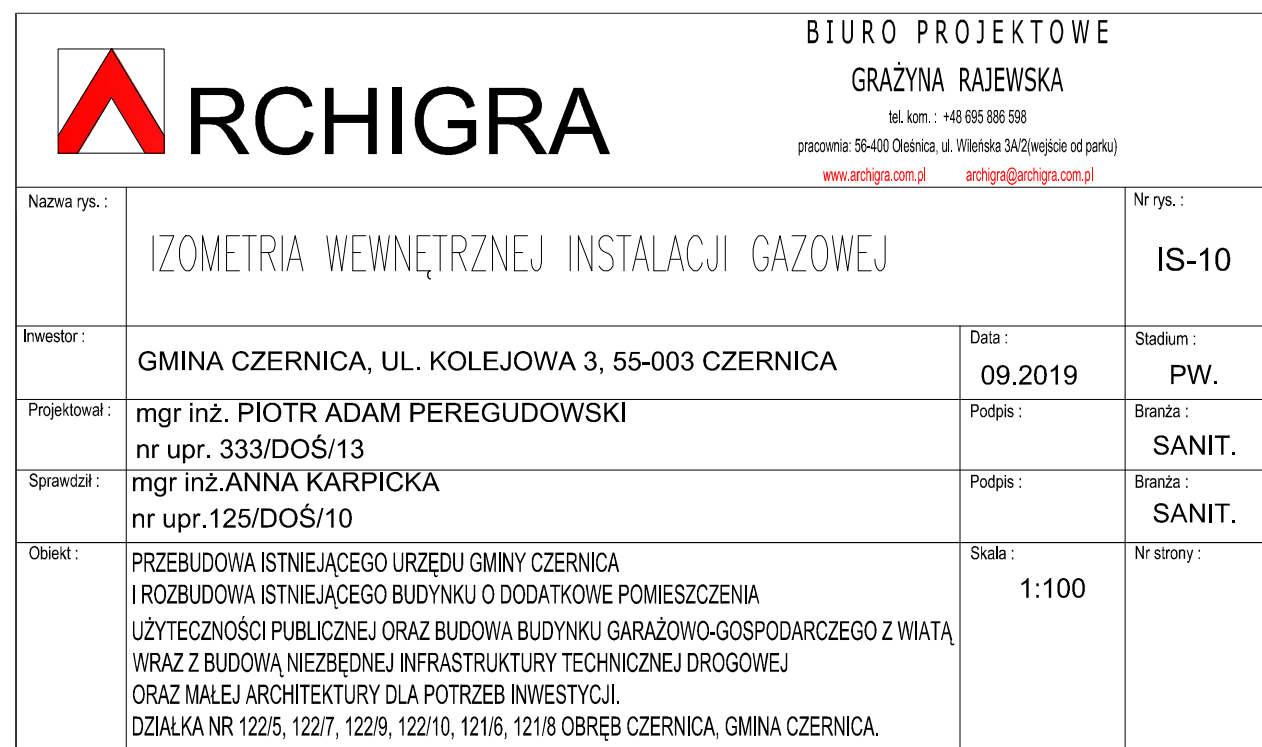 ARCHIGRA
BIURO PROJEKTOWE
GRAŻYNA RAJEWSKA
tel. kom. : +48 695 886 598
pracownia: 56-400 Oleśnica, ul. Wileńska 3A/2(wejście od parku)
www.archigra.com.pl archigra@archigra.com.pl
Nazwa rys. :
IZOMETRIA WEWNĘTRZNEJ INSTALACJI GAZOWEJ
Nr rys. :
IS-10
Inwestor :
GMINA CZERNICA, UL. KOLEJOWA 3, 55-003 CZERNICA
Data :
09.2019
Stadium :
PW.
Projektował :
mgr inż. PIOTR ADAM PEREGUDOWSKI
nr upr. 333/DOŚ/13
Podpis :
Branża :
SANIT.
Sprawdził :
mgr inż.ANNA KARPICKA
nr upr.125/DOŚ/10
Podpis :
Branża :
SANIT.
Obiekt :
PRZEBUDOWA ISTNIEJĄCEGO URZĘDU GMINY CZERNICA
I ROZBUDOWA ISTNIEJĄCEGO BUDYNKU O DODATKOWE POMIESZCZENIA
UŻYTECZNOŚCI PUBLICZNEJ ORAZ BUDOWA BUDYNKU GARAŻOWO-GOSPODARCZEGO Z WIATĄ
WRAZ Z BUDOWĄ NIEZBĘDNEJ INFRASTRUKTURY TECHNICZNEJ DROGOWEJ
ORAZ MAŁEJ ARCHITEKTURY DLA POTRZEB INWESTYCJI.
DZIAŁKA NR 122/5, 122/7, 122/9, 122/10, 121/6, 121/8 OBRĘB CZERNICA, GMINA CZERNICA.
Skala :
1:100
Nr strony :